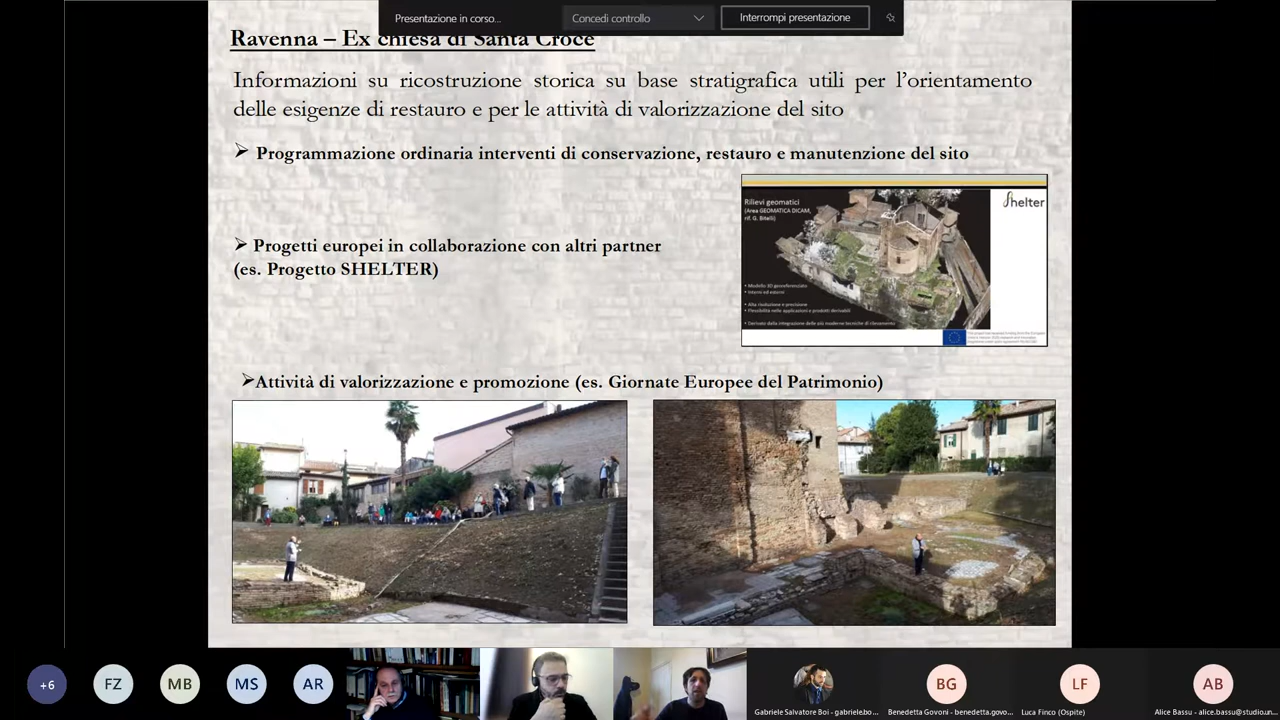 Presentazione in corso...
Concedi controllo
Interrompi presentazione
Ravenna – Ex chiesa di Santa Croce
Informazioni su ricostruzione storica su base stratigrafica utili per l'orientamento
delle esigenze di restauro e per le attività di valorizzazione del sito
➢ Programmazione ordinaria interventi di conservazione, restauro e manutenzione del sito
Rilievi geomatici
(Area GEOMATICA DICAM,
rif. G. Bitelli)
Shelter
• Modello 3D georeferenziato
• Interni ed esterni
• Alta risoluzione e precisione
• Flessibilità nelle applicazioni e prodotti derivabili
• Derivato dalla integrazione delle più moderne tecniche di rilevamento
➢ Progetti europei in collaborazione con altri partner
(es. Progetto SHELTER)
➢Attività di valorizzazione e promozione (es. Giornate Europee del Patrimonio)
+6
FZ
MB
MS
AR
Gabriele Salvatore Boi - gabriele.bo...
BG
Benedetta Govoni - benedetta.govo...
LF
Luca Finco (Ospite)
AB
Alice Bassu - alice.bassu@studio.un...